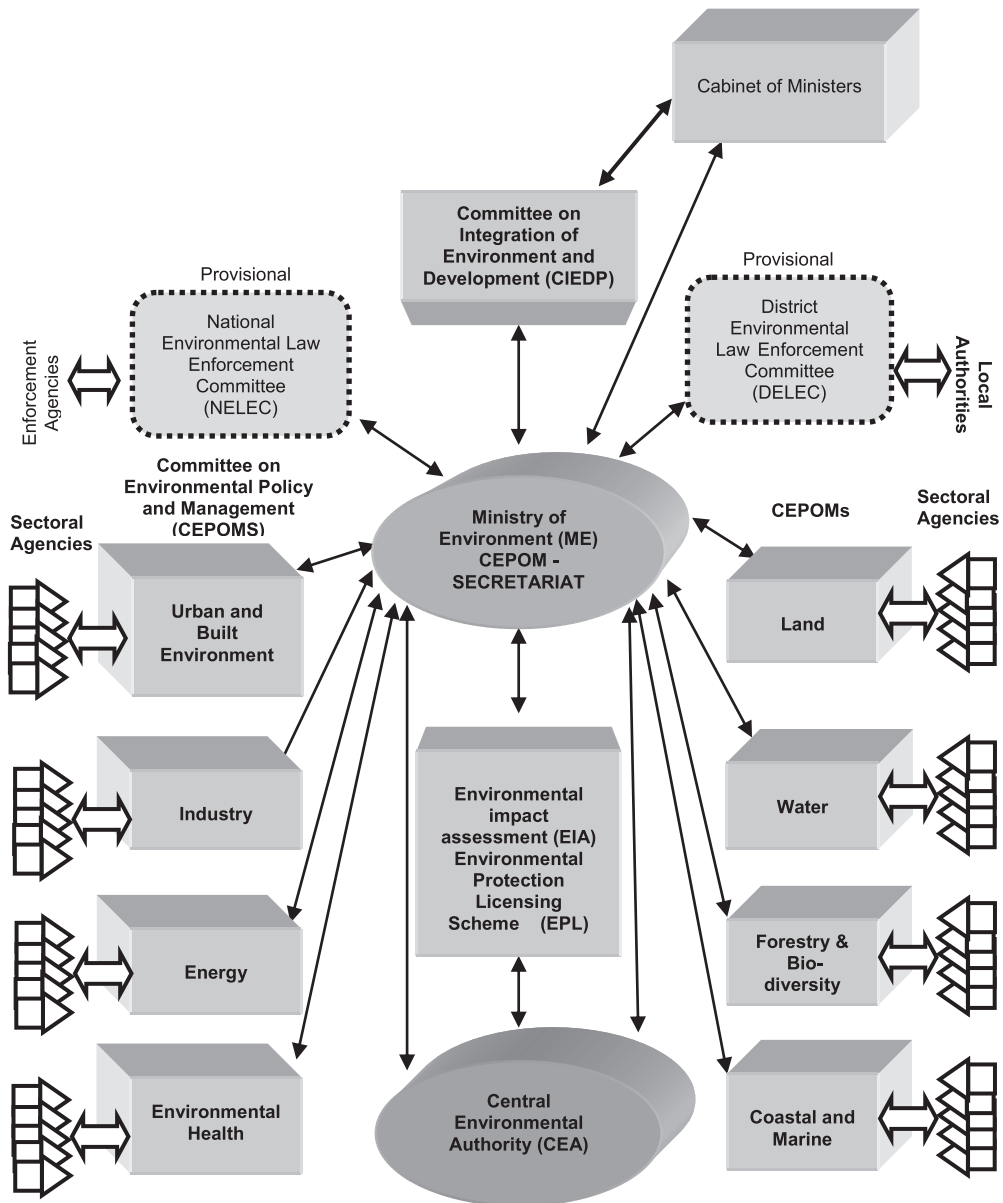 Cabinet of Ministers
Committee on
Integration of
Environment and
Development (CIEDP)
Provisional
National
Environmental Law
Enforcement
Committee
(NELEC)
Enforcement
Agencies
Provisional
District
Environmental
Law Enforcement
Committee
(DELEC)
Local
Authorities
Committee on
Environmental Policy
and Management
(CEPOMS)
Sectoral
Agencies
Ministry of
Environment (ME)
CEPOM -
SECRETARIAT
CEPOMs
Sectoral
Agencies
Urban and
Built
Environment
Land
Industry
Environmental
impact
assessment (EIA)
Environmental
Protection
Licensing
Scheme (EPL)
Water
Energy
Forestry &
Bio-
diversity
Environmental
Health
Central
Environmental
Authority (CEA)
Coastal and
Marine